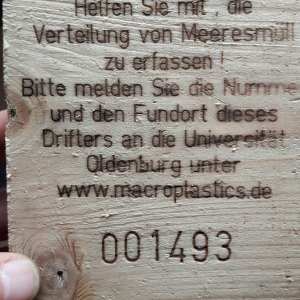 Helfen Sie mit, die
Verteilung von Meeresmüll
zu erfassen!
Bitte melden Sie die Nummer
und den Fundort dieses
Drifters an die Universität
Oldenburg unter
www.macroplastics.de
001493